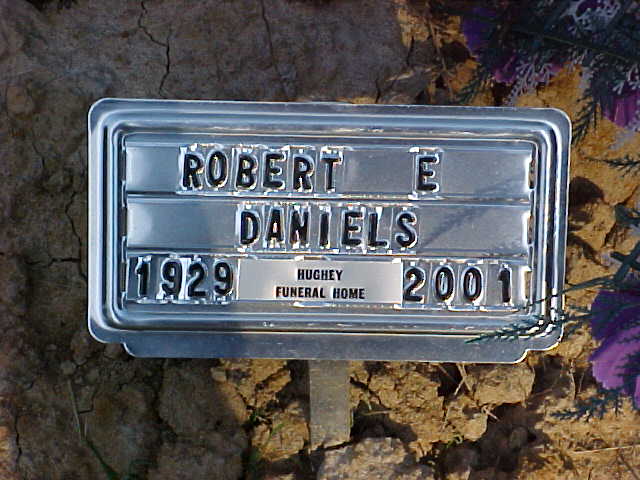 ROBERT E
DANIELS
1929 HUGHEY FUNERAL HOME 2001